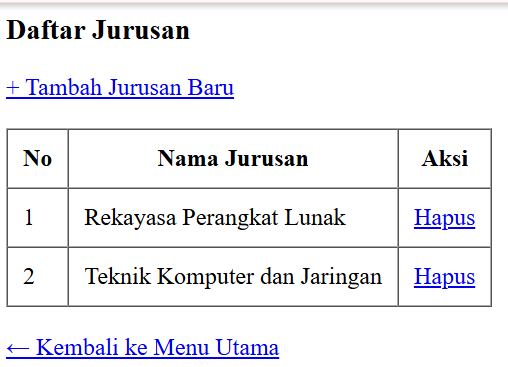 Daftar Jurusan
+ Tambah Jurusan Baru
No Nama Jurusan Aksi
1 Rekayasa Perangkat Lunak Hapus
2 Teknik Komputer dan Jaringan Hapus
← Kembali ke Menu Utama